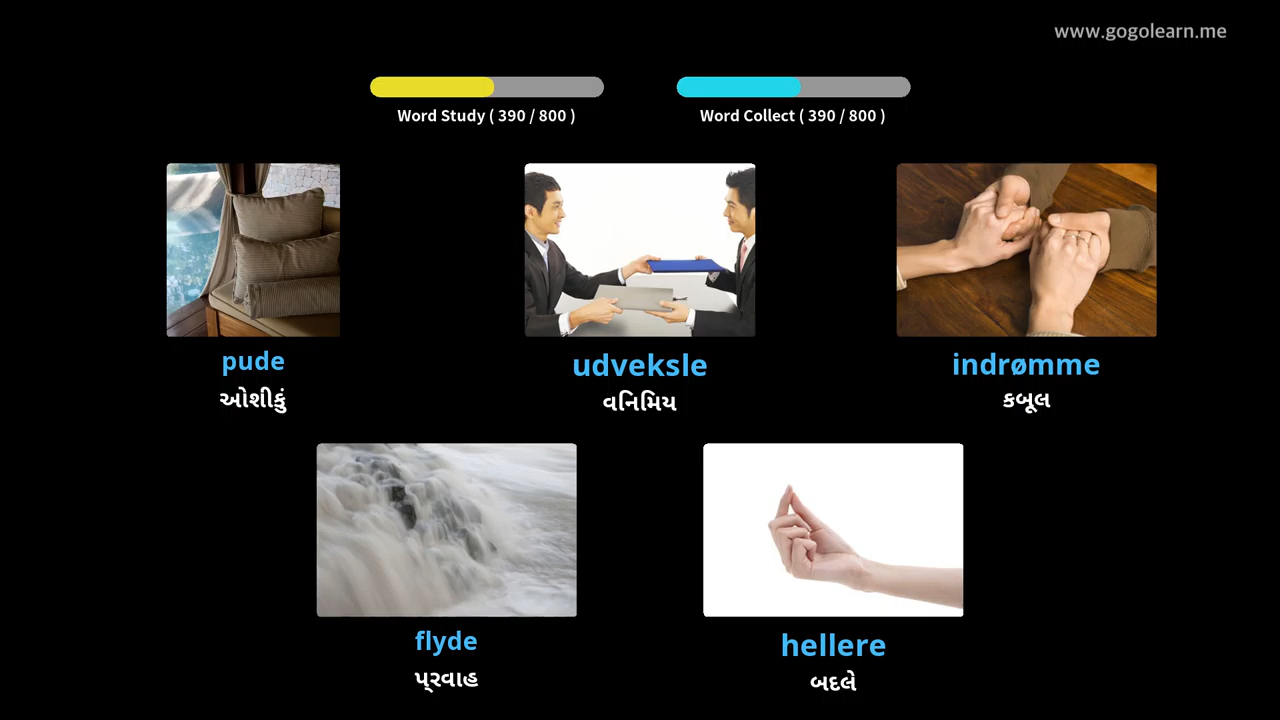 www.gogolearn.me
Word Study ( 390 / 800 )
Word Collect ( 390 / 800 )
pude
ઓશીકું
udveksle
વનિમિય
indrømme
કબૂલ
flyde
પ્રવાહ
hellere
બદલે